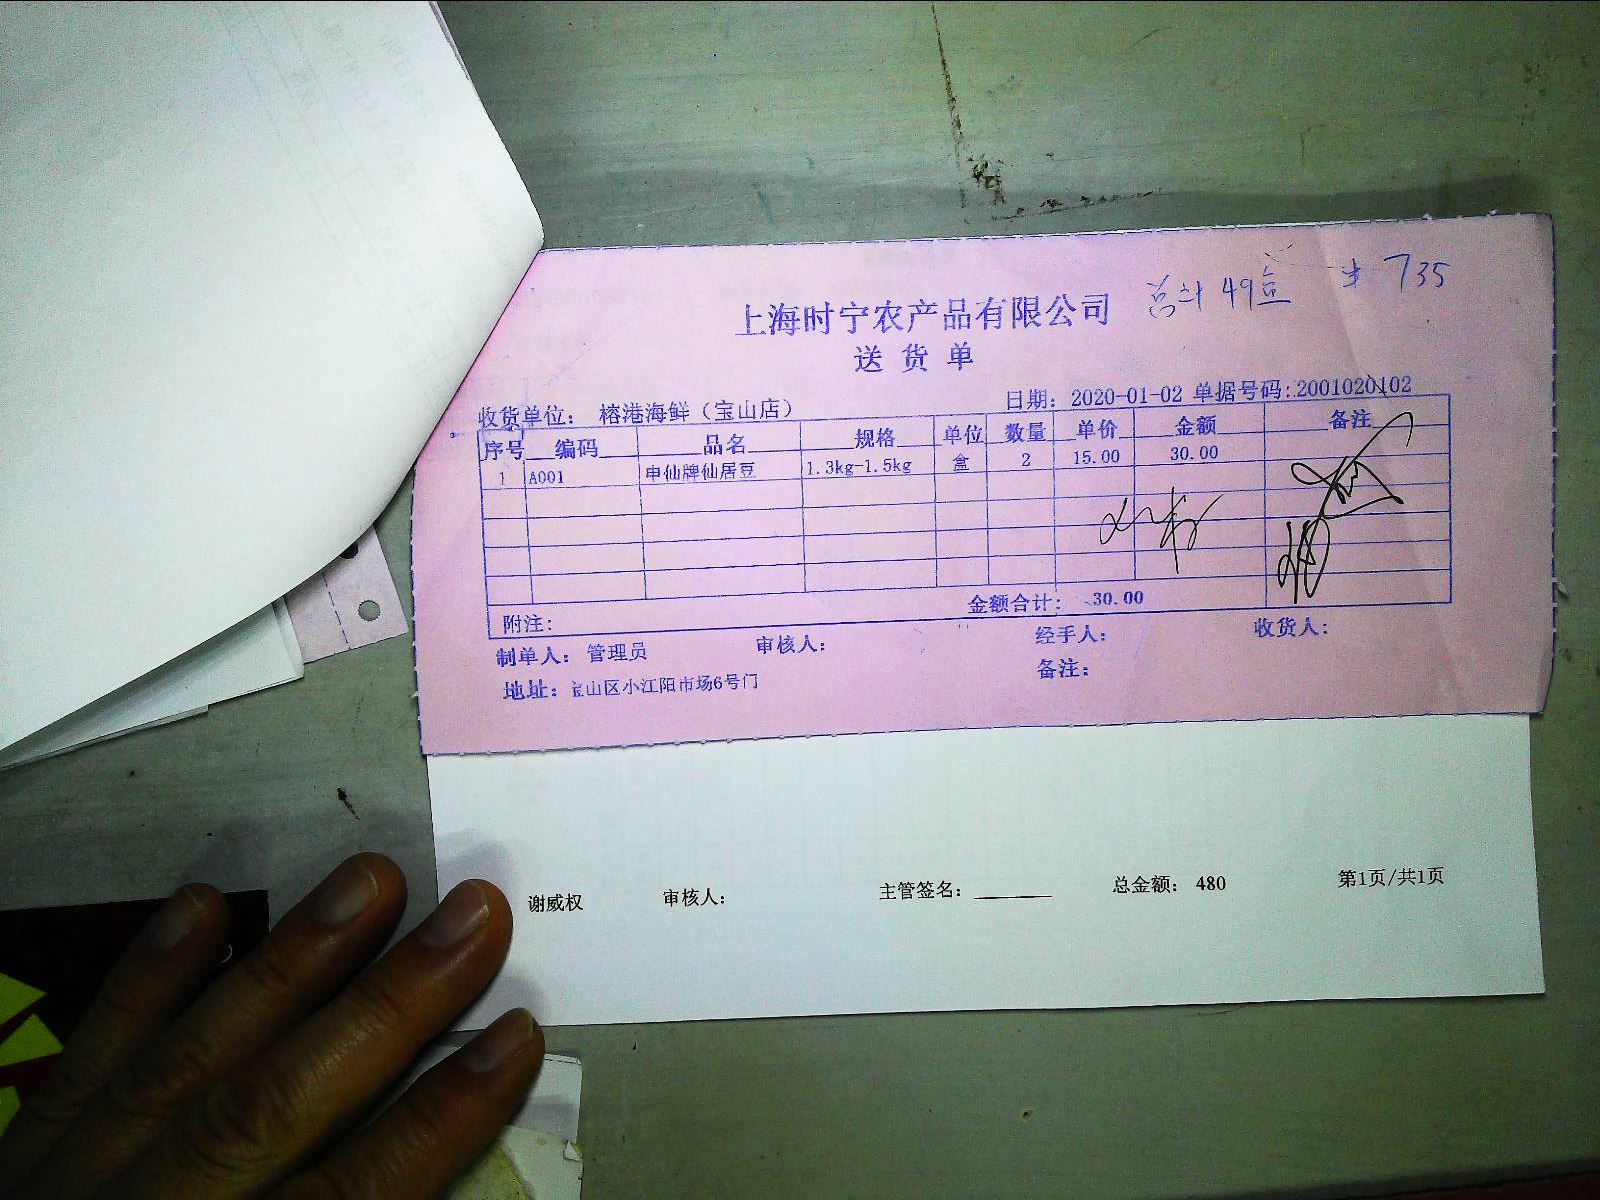 总计 49盒 # 735
上海时宁农产品有限公司
送 货 单
收货单位： 榕港海鲜（宝山店） 日期： 2020-01-02 单据号码：2001020102
序号 编码 品名 规格 单位 数量 单价 金额 备注
1 A001 申仙牌仙居豆 1.3kg-1.5kg 盒 2 15.00 30.00
附注： 金额合计： 30.00
制单人： 管理员 审核人： 经手人： 收货人：
地址：宝山区小江阳市场6号门 备注：
谢威权 审核人： 主管签名： 总金额： 480 第1页/共1页